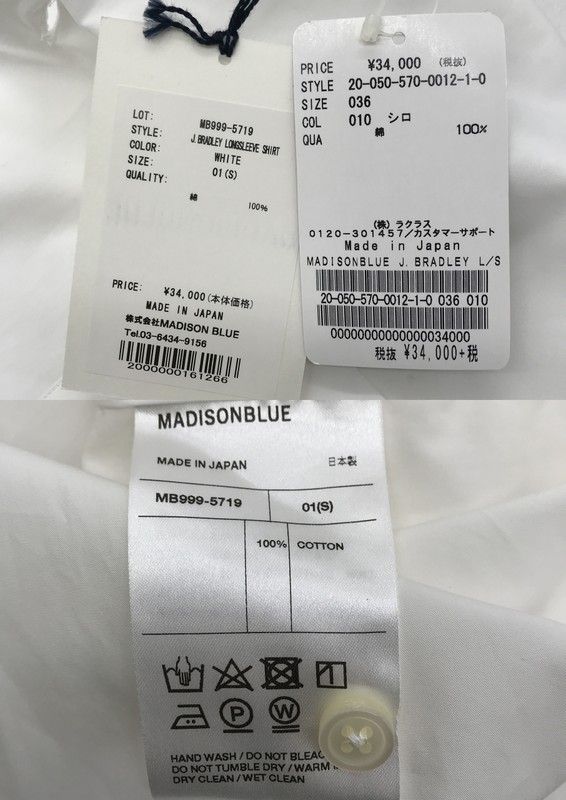 LOT: MB999-5719
STYLE: J.BRADLEY LONGSLEEVE SHIRT
COLOR: WHITE
SIZE: 01(S)
QUALITY:
綿 100%
PRICE: ¥34,000(本体価格)
MADE IN JAPAN
株式会社MADISON BLUE
Tel.03-6434-9156
2000000161266
PRICE ¥34,000 (税抜)
STYLE 20-050-570-0012-1-0
SIZE 036
COL 010 シロ
QUA 綿 100%
(株) ラクラス
0120-301457/カスタマーサポート
Made in Japan
MADISONBLUE J.BRADLEY L/S
20-050-570-0012-1-0 036 010
00000000000000034000
税抜 ¥34,000+税
MADISONBLUE
MADE IN JAPAN 日本製
MB999-5719 01(S)
100% COTTON
P W
HAND WASH / DO NOT BLEAC
DO NOT TUMBLE DRY / WARM
DRY CLEAN / WET CLEAN